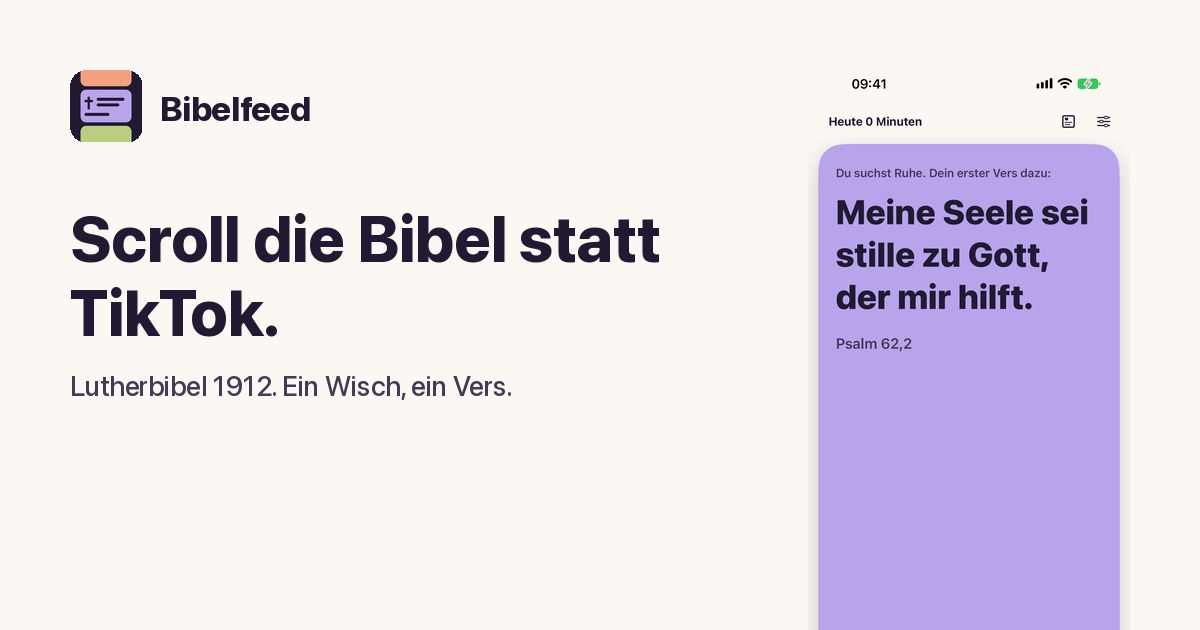 Bibelfeed
Scroll die Bibel statt
TikTok.
Lutherbibel 1912. Ein Wisch, ein Vers.
09:41
Heute 0 Minuten
Du suchst Ruhe. Dein erster Vers dazu:
Meine Seele sei
stille zu Gott,
der mir hilft.
Psalm 62,2